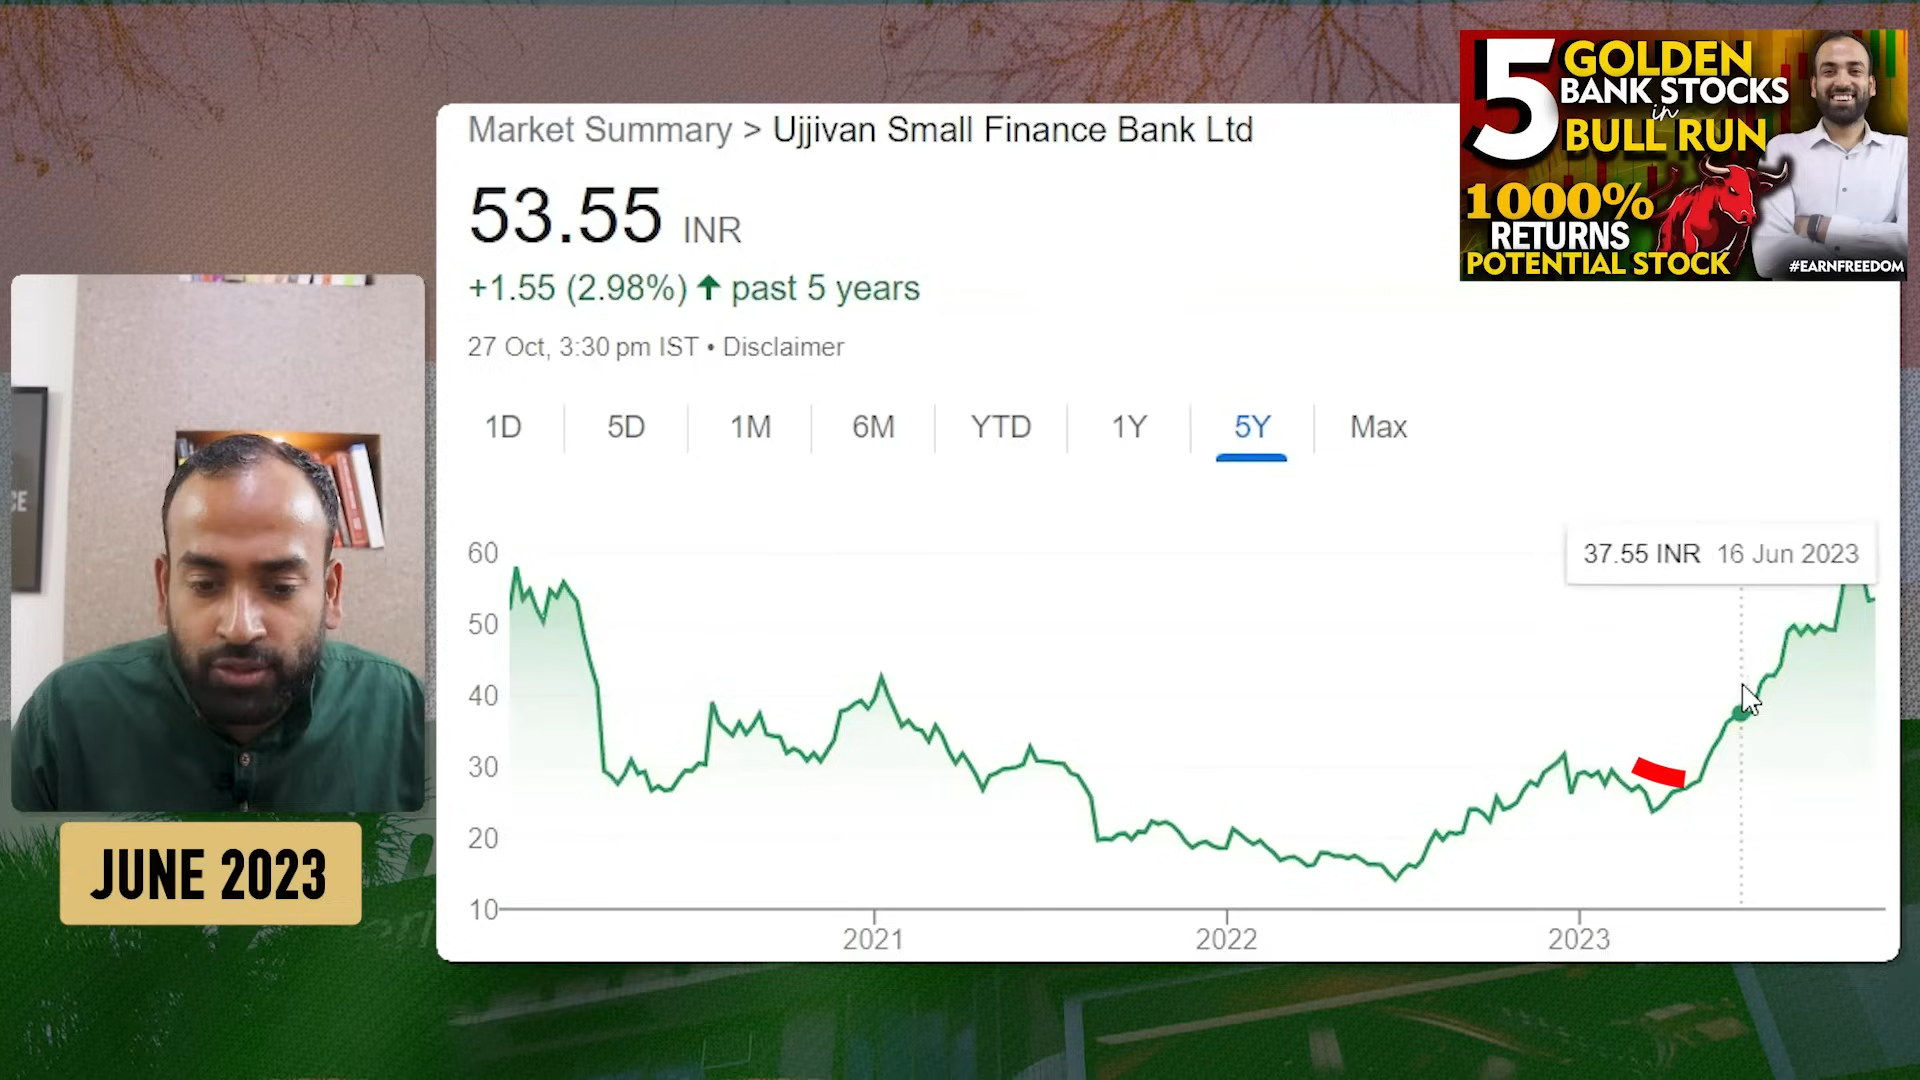 5 GOLDEN
BANK STOCKS
in
BULL RUN
1000%
RETURNS
POTENTIAL STOCK
#EARNFREEDOM
Market Summary > Ujjivan Small Finance Bank Ltd
53.55 INR
+1.55 (2.98%) ↑ past 5 years
27 Oct, 3:30 pm IST • Disclaimer
1D 5D 1M 6M YTD 1Y 5Y Max
37.55 INR 16 Jun 2023
60
50
40
30
20
10
2021 2022 2023
CE
JUNE 2023